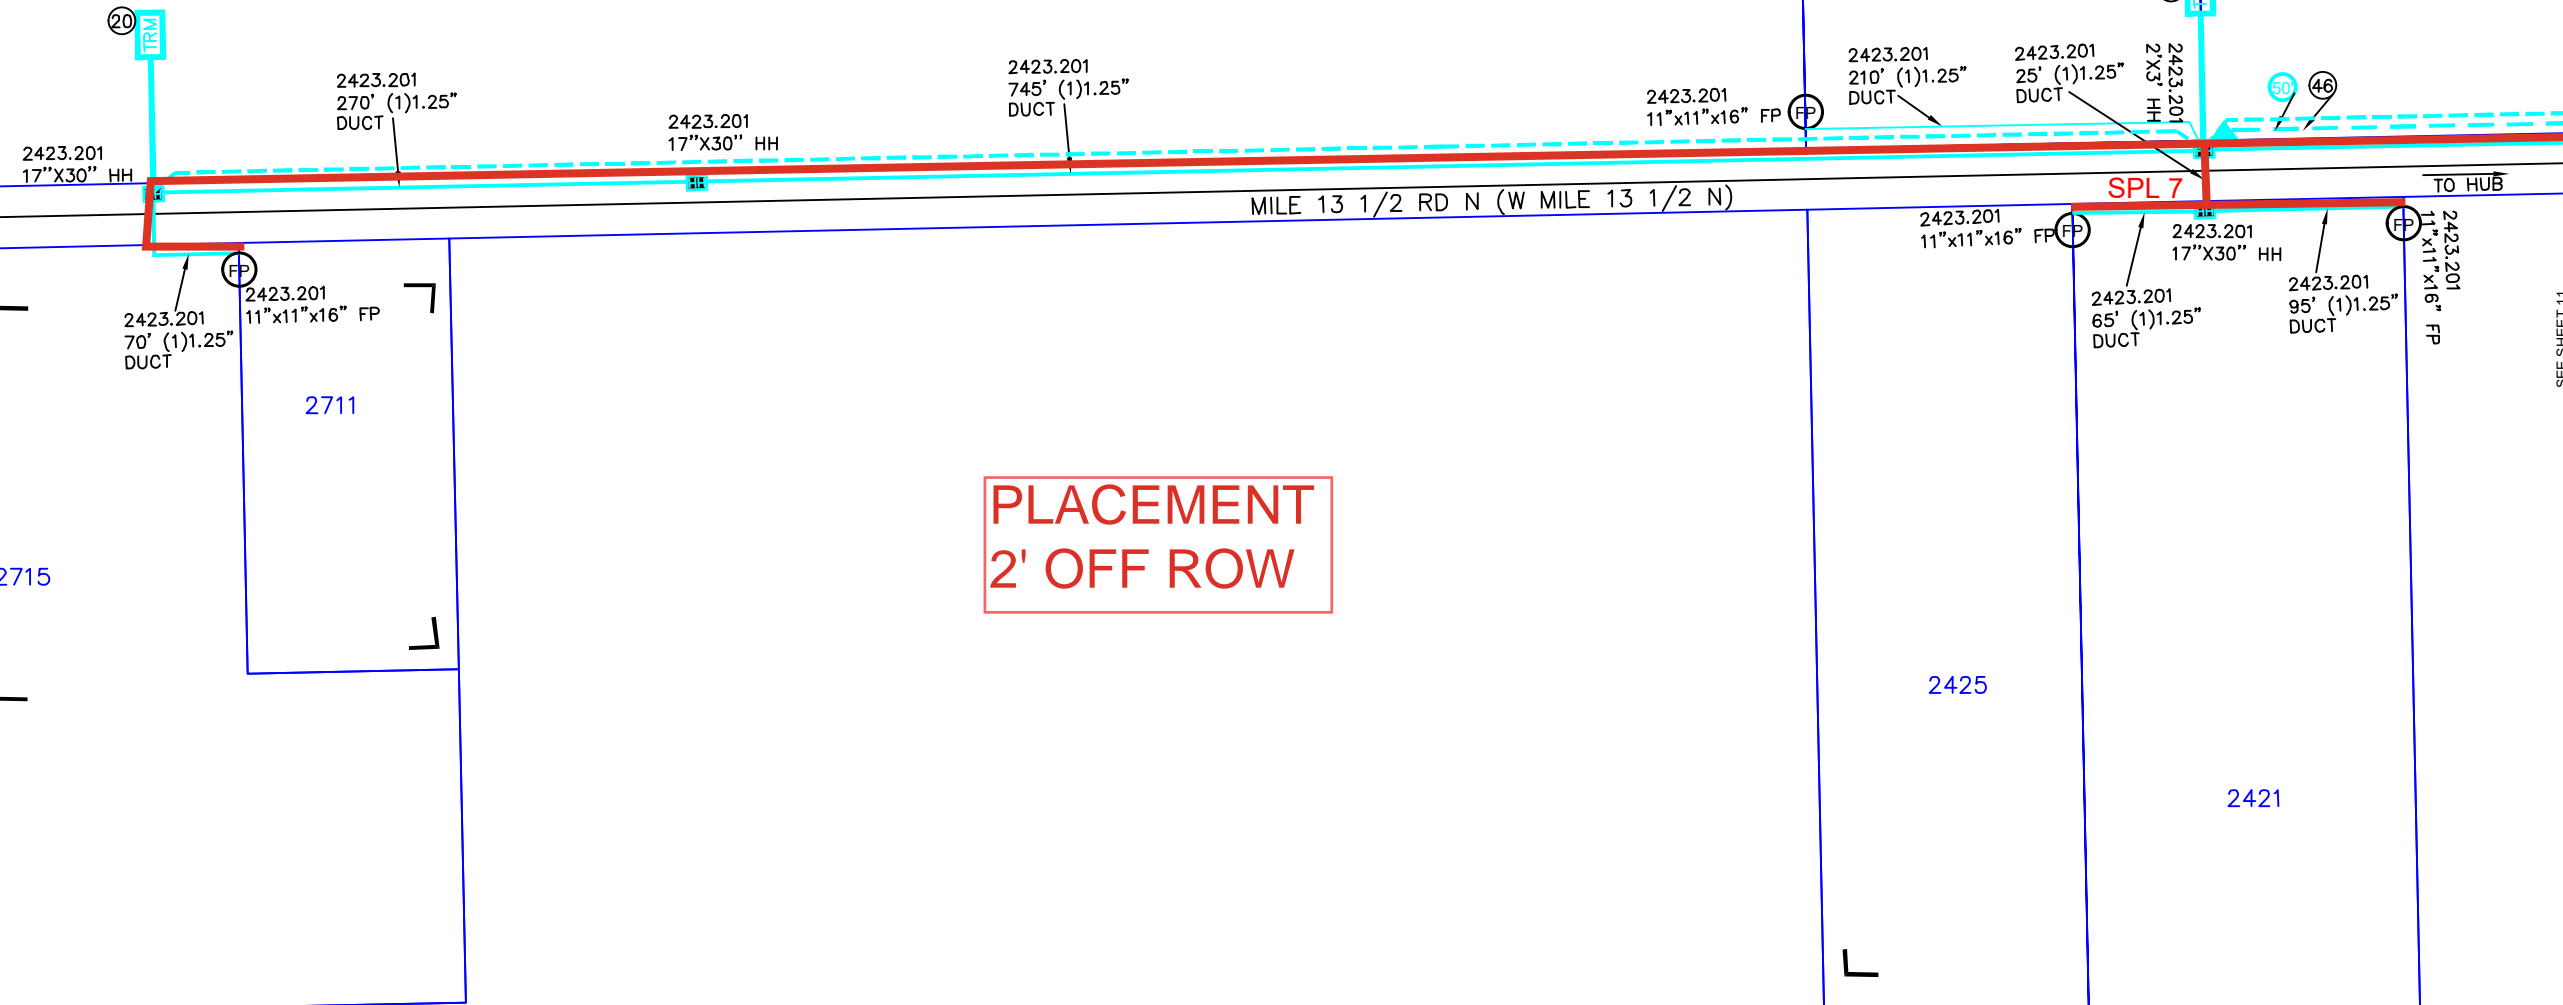 20
TRM
2423.201
17"X30" HH
2423.201
270' (1)1.25"
DUCT
2423.201
17"X30" HH
2423.201
745' (1)1.25"
DUCT
2423.201
11"x11"x16" FP
FP
2423.201
210' (1)1.25"
DUCT
2423.201
25' (1)1.25"
DUCT
2423.201
2'X3' HH
50'
46
MILE 13 1/2 RD N (W MILE 13 1/2 N)
SPL 7
TO HUB
2423.201
11"x11"x16" FP
FP
2423.201
17"X30" HH
FP
2423.201
11"x11"x16" FP
2423.201
65' (1)1.25"
DUCT
2423.201
95' (1)1.25"
DUCT
FP
2423.201
11"x11"x16" FP
2423.201
70' (1)1.25"
DUCT
SEE SHEET 11
2711
2715
PLACEMENT
2' OFF ROW
2425
2421